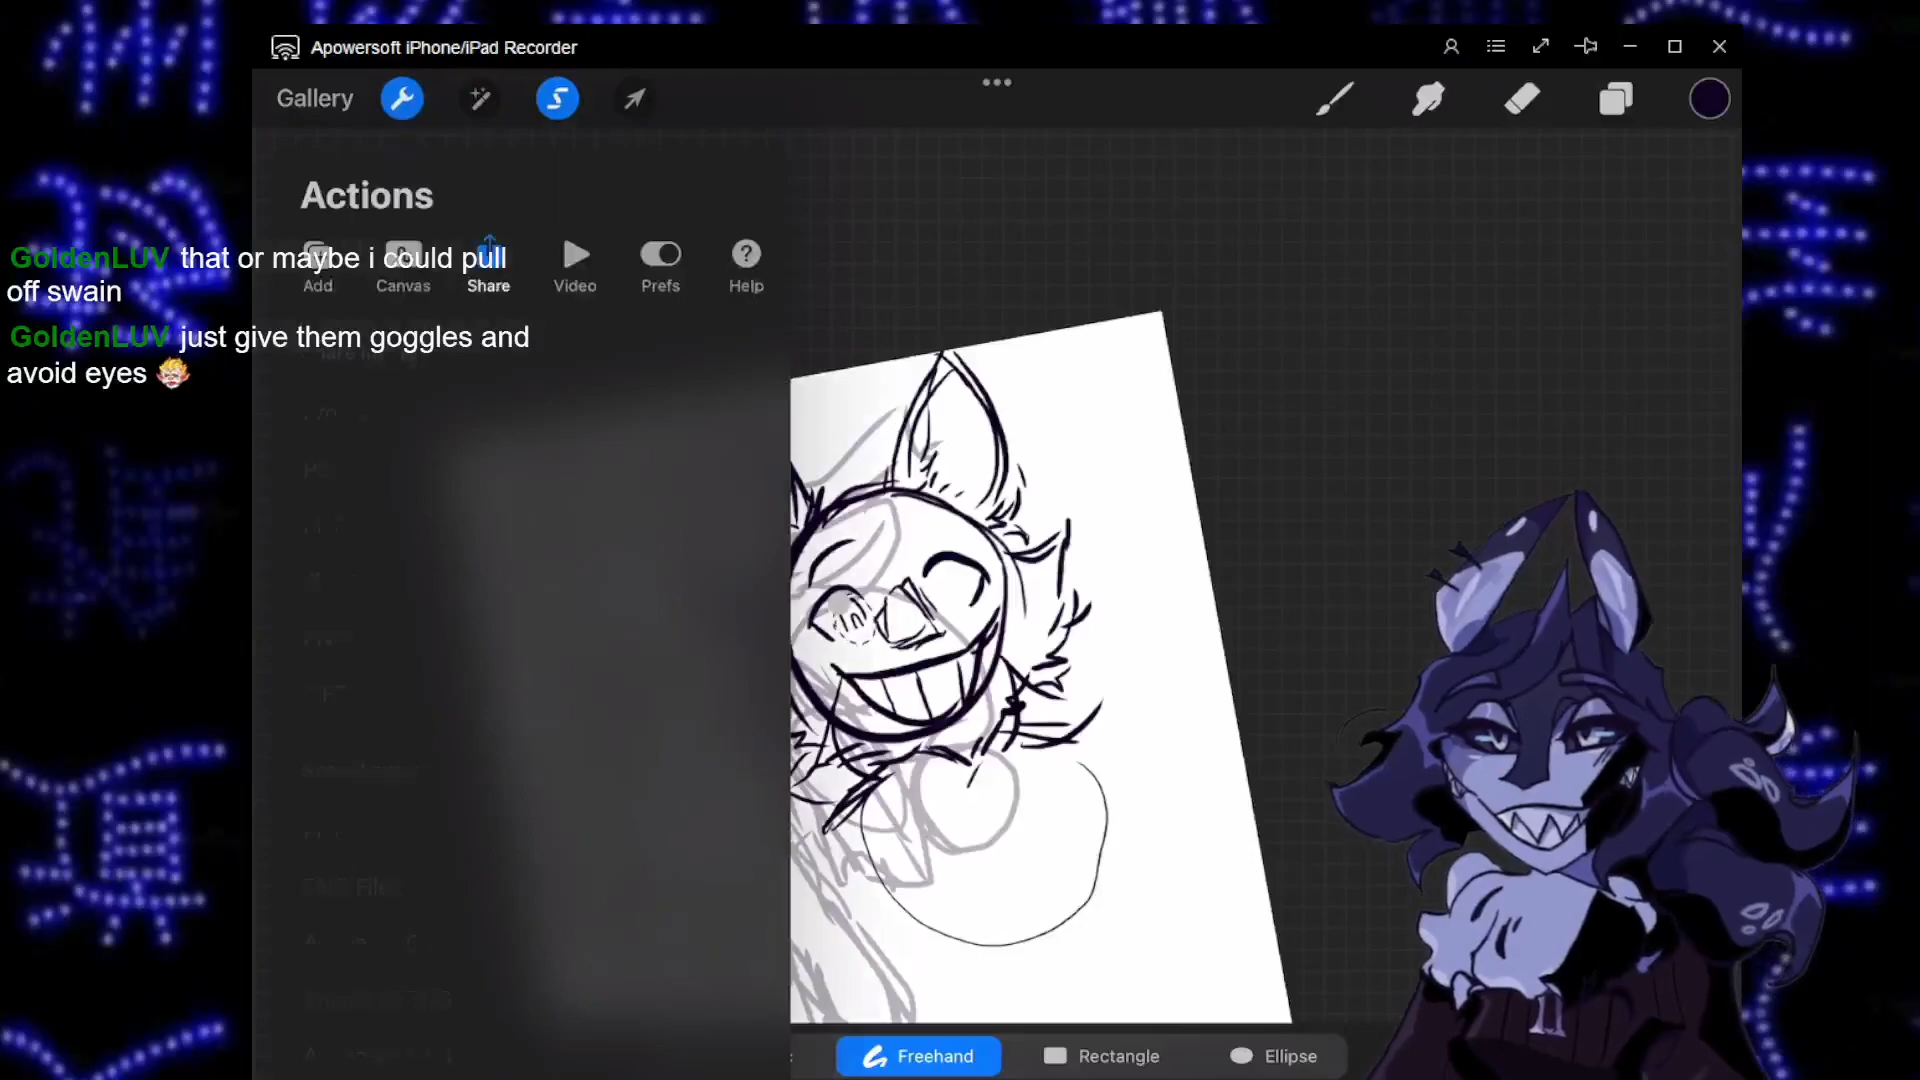 Apowersoft iPhone/iPad Recorder
Gallery
Actions
GoldenLUV that or maybe i could pull
off swain
Add Canvas Share Video Prefs Help
GoldenLUV just give them goggles and
avoid eyes
Freehand Rectangle Ellipse